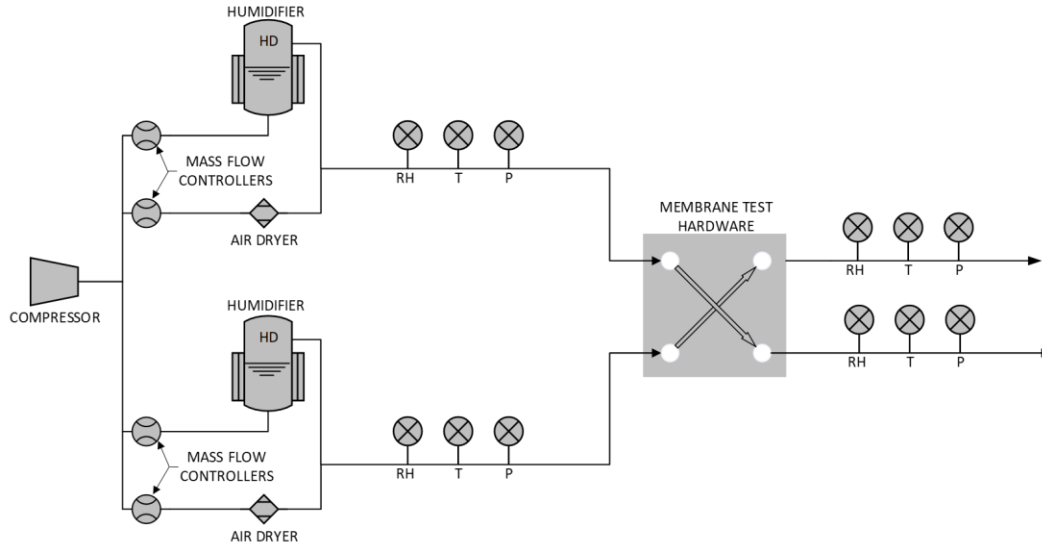 HUMIDIFIER
HD
MASS FLOW
CONTROLLERS
AIR DRYER
RH T P
MEMBRANE TEST
HARDWARE
RH T P
COMPRESSOR
HUMIDIFIER
HD
RH T P
MASS FLOW
CONTROLLERS
RH T P
AIR DRYER